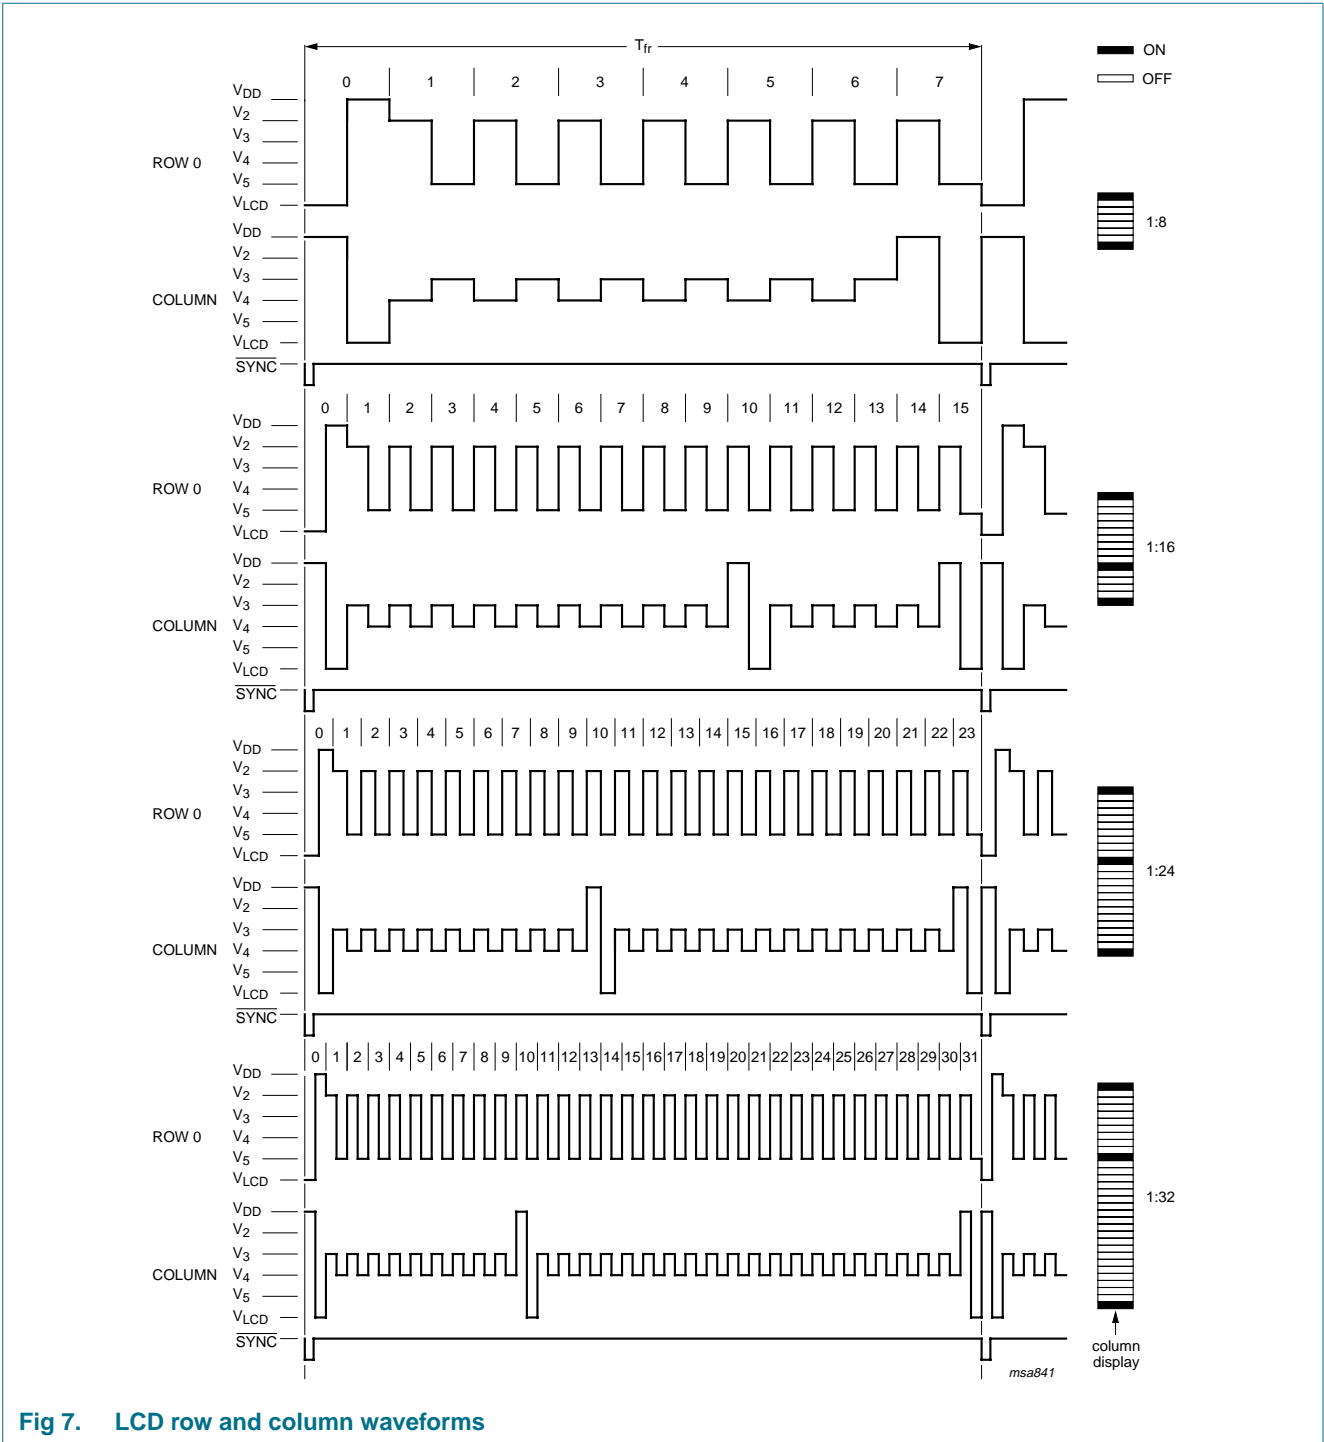 Tfr
ON
OFF
0 1 2 3 4 5 6 7
VDD
V2
V3
ROW 0 V4
V5
VLCD
1:8
VDD
V2
V3
COLUMN V4
V5
VLCD
SYNC
0 1 2 3 4 5 6 7 8 9 10 11 12 13 14 15
VDD
V2
V3
ROW 0 V4
V5
VLCD
1:16
VDD
V2
V3
COLUMN V4
V5
VLCD
SYNC
0 1 2 3 4 5 6 7 8 9 10 11 12 13 14 15 16 17 18 19 20 21 22 23
VDD
V2
V3
ROW 0 V4
V5
VLCD
1:24
VDD
V2
V3
COLUMN V4
V5
VLCD
SYNC
0 1 2 3 4 5 6 7 8 9 10 11 12 13 14 15 16 17 18 19 20 21 22 23 24 25 26 27 28 29 30 31
VDD
V2
V3
ROW 0 V4
V5
VLCD
1:32
VDD
V2
V3
COLUMN V4
V5
VLCD
SYNC
column
display
msa841
Fig 7. LCD row and column waveforms